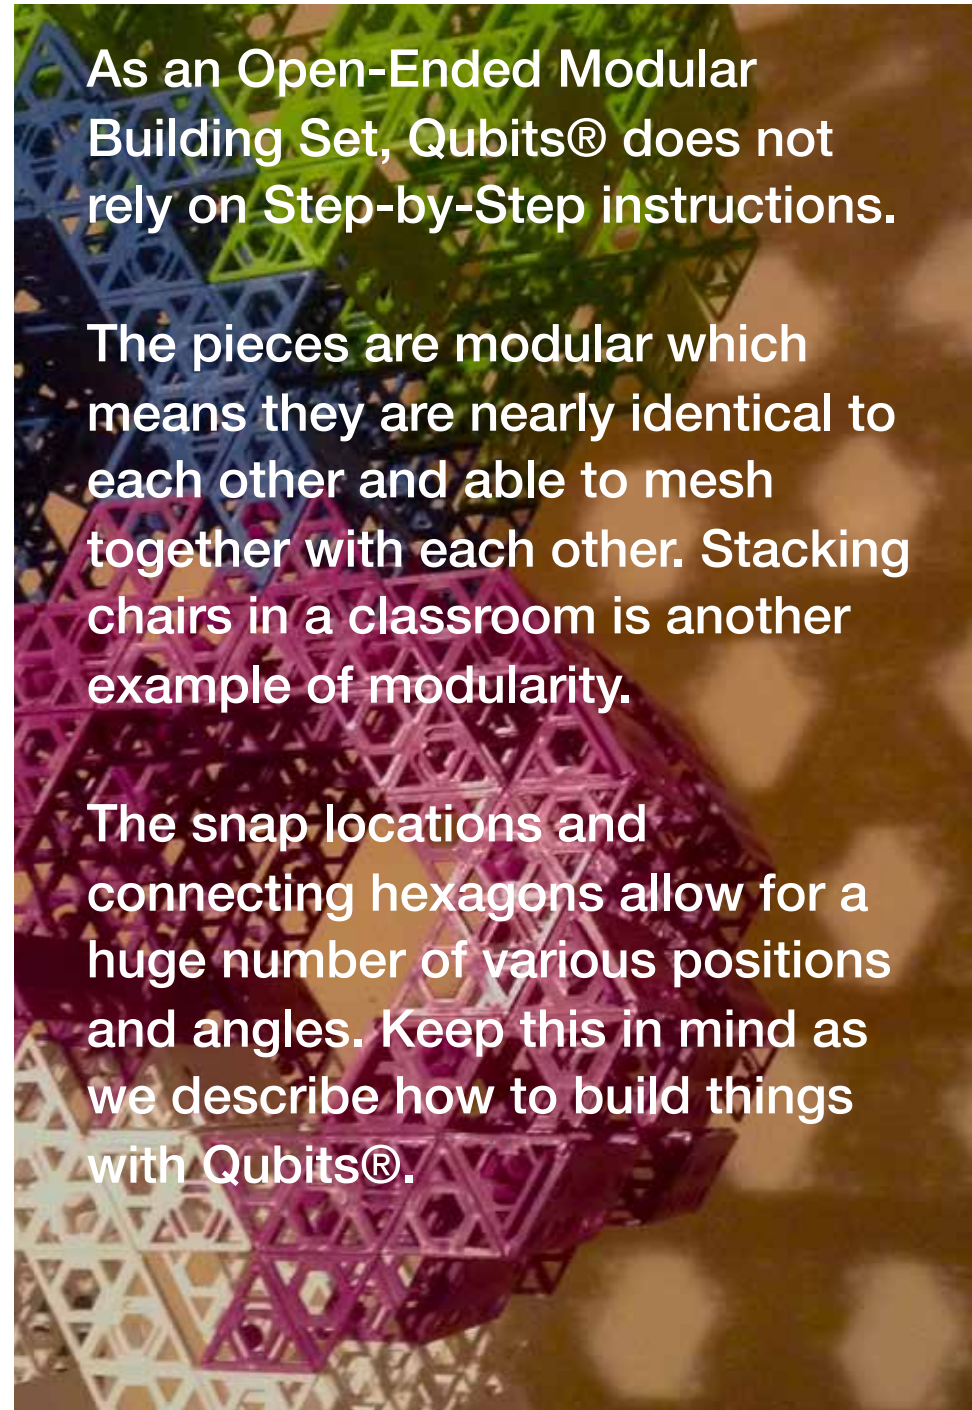 As an Open-Ended Modular
Building Set, Qubits® does not
rely on Step-by-Step instructions.
The pieces are modular which
means they are nearly identical to
each other and able to mesh
together with each other. Stacking
chairs in a classroom is another
example of modularity.
The snap locations and
connecting hexagons allow for a
huge number of various positions
and angles. Keep this in mind as
we describe how to build things
with Qubits®.